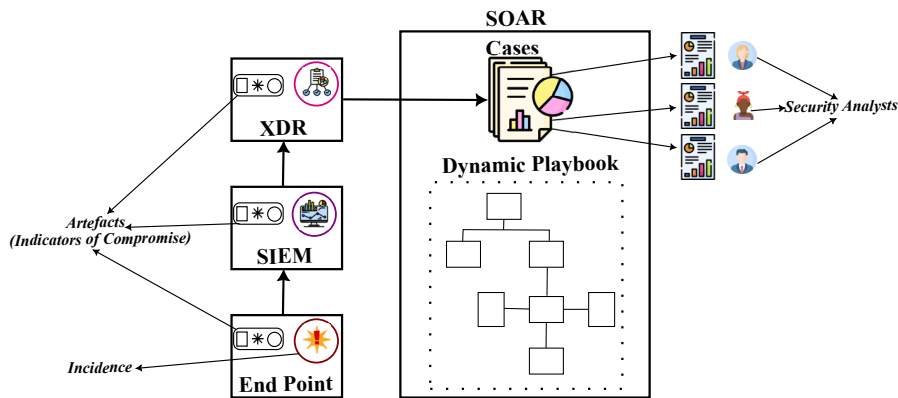 SOAR
Cases
XDR
Security Analysts
Dynamic Playbook
Artefacts
(Indicators of Compromise)
SIEM
Incidence
End Point